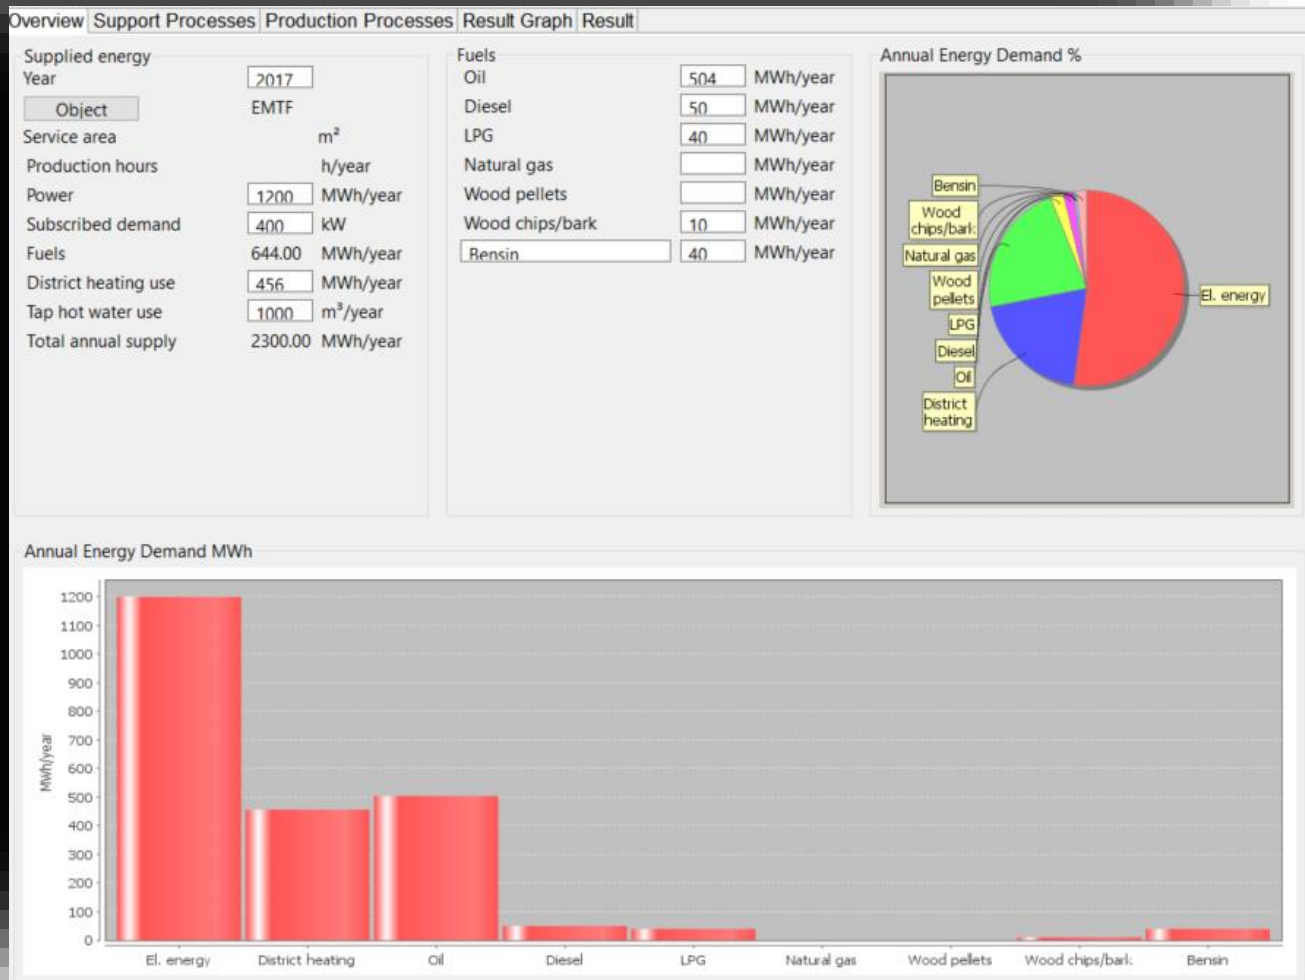 Overview Support Processes Production Processes Result Graph Result
Supplied energy
Year 2017
Object EMTF
Service area m²
Production hours h/year
Power 1200 MWh/year
Subscribed demand 400 kW
Fuels 644.00 MWh/year
District heating use 456 MWh/year
Tap hot water use 1000 m³/year
Total annual supply 2300.00 MWh/year
Fuels
Oil 504 MWh/year
Diesel 50 MWh/year
LPG 40 MWh/year
Natural gas MWh/year
Wood pellets MWh/year
Wood chips/bark 10 MWh/year
Bensin 40 MWh/year
Annual Energy Demand %
Bensin
Wood
chips/bark
Natural gas
Wood
pellets
LPG
Diesel
Oil
District
heating
El. energy
Annual Energy Demand MWh
MWh/year
1200
1100
1000
900
800
700
600
500
400
300
200
100
0
El. energy District heating Oil Diesel LPG Natural gas Wood pellets Wood chips/bark Bensin